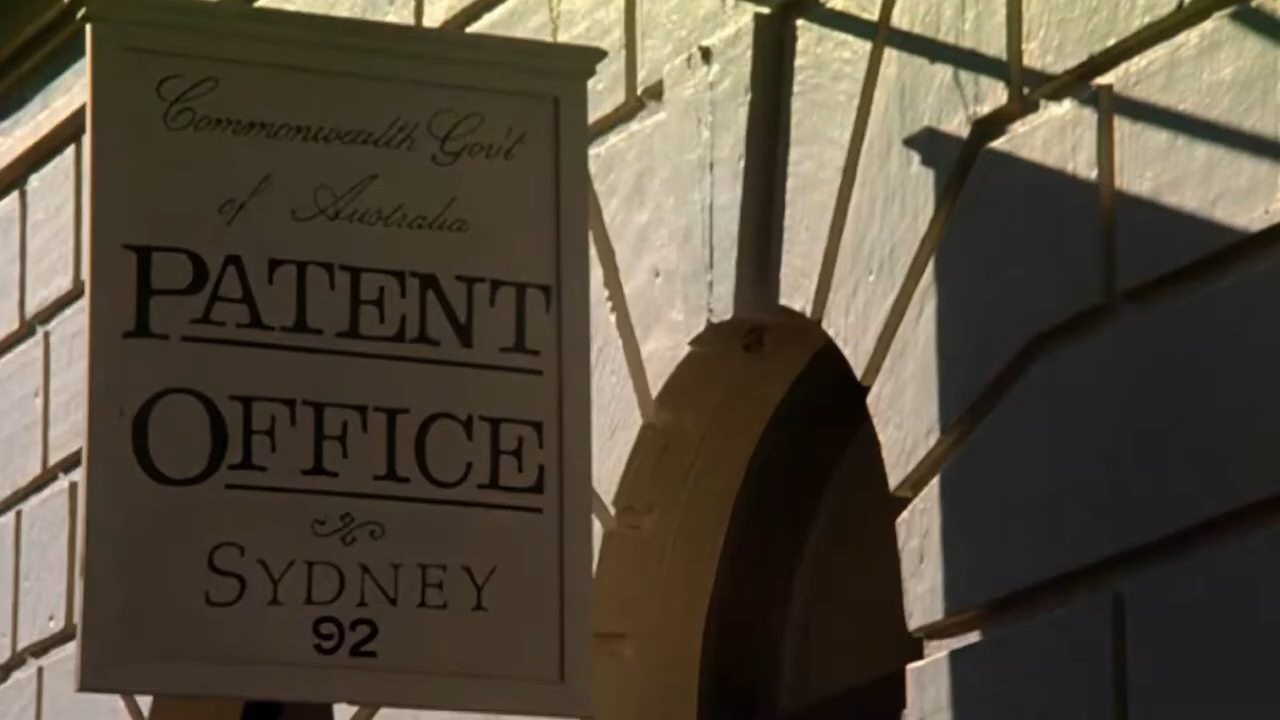 Commonwealth Gov't
of Australia
PATENT
OFFICE
SYDNEY
92